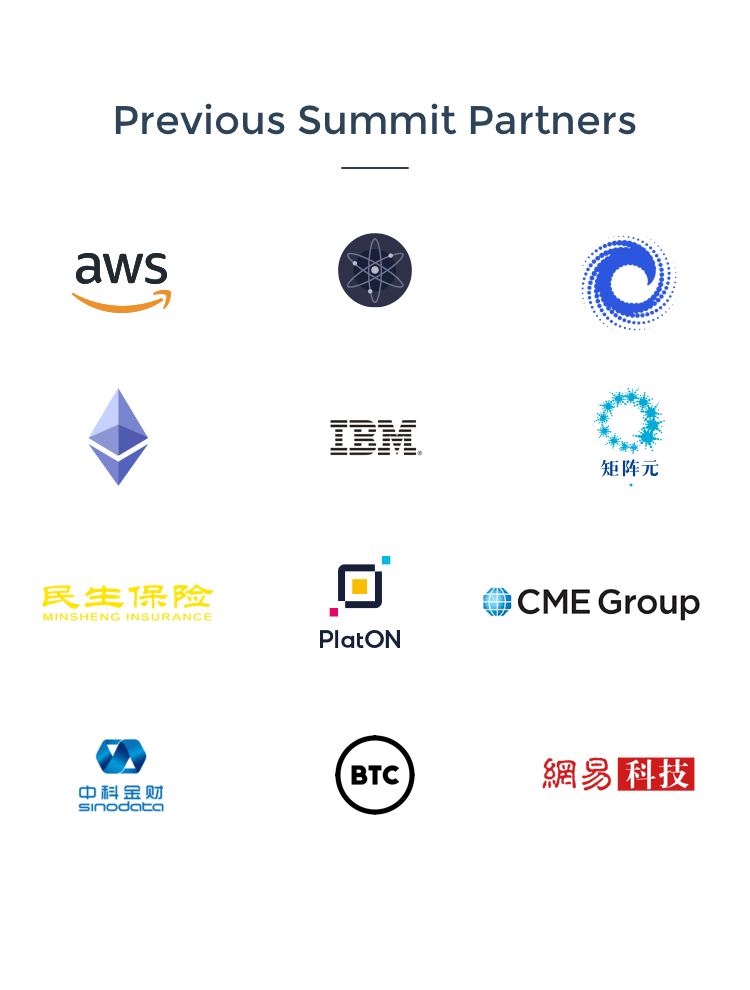 Previous Summit Partners
aws
IBM®
矩阵元
民生保险
MINSHENG INSURANCE
PlatON
CME Group
中科金财
sinodata
BTC
網易科技